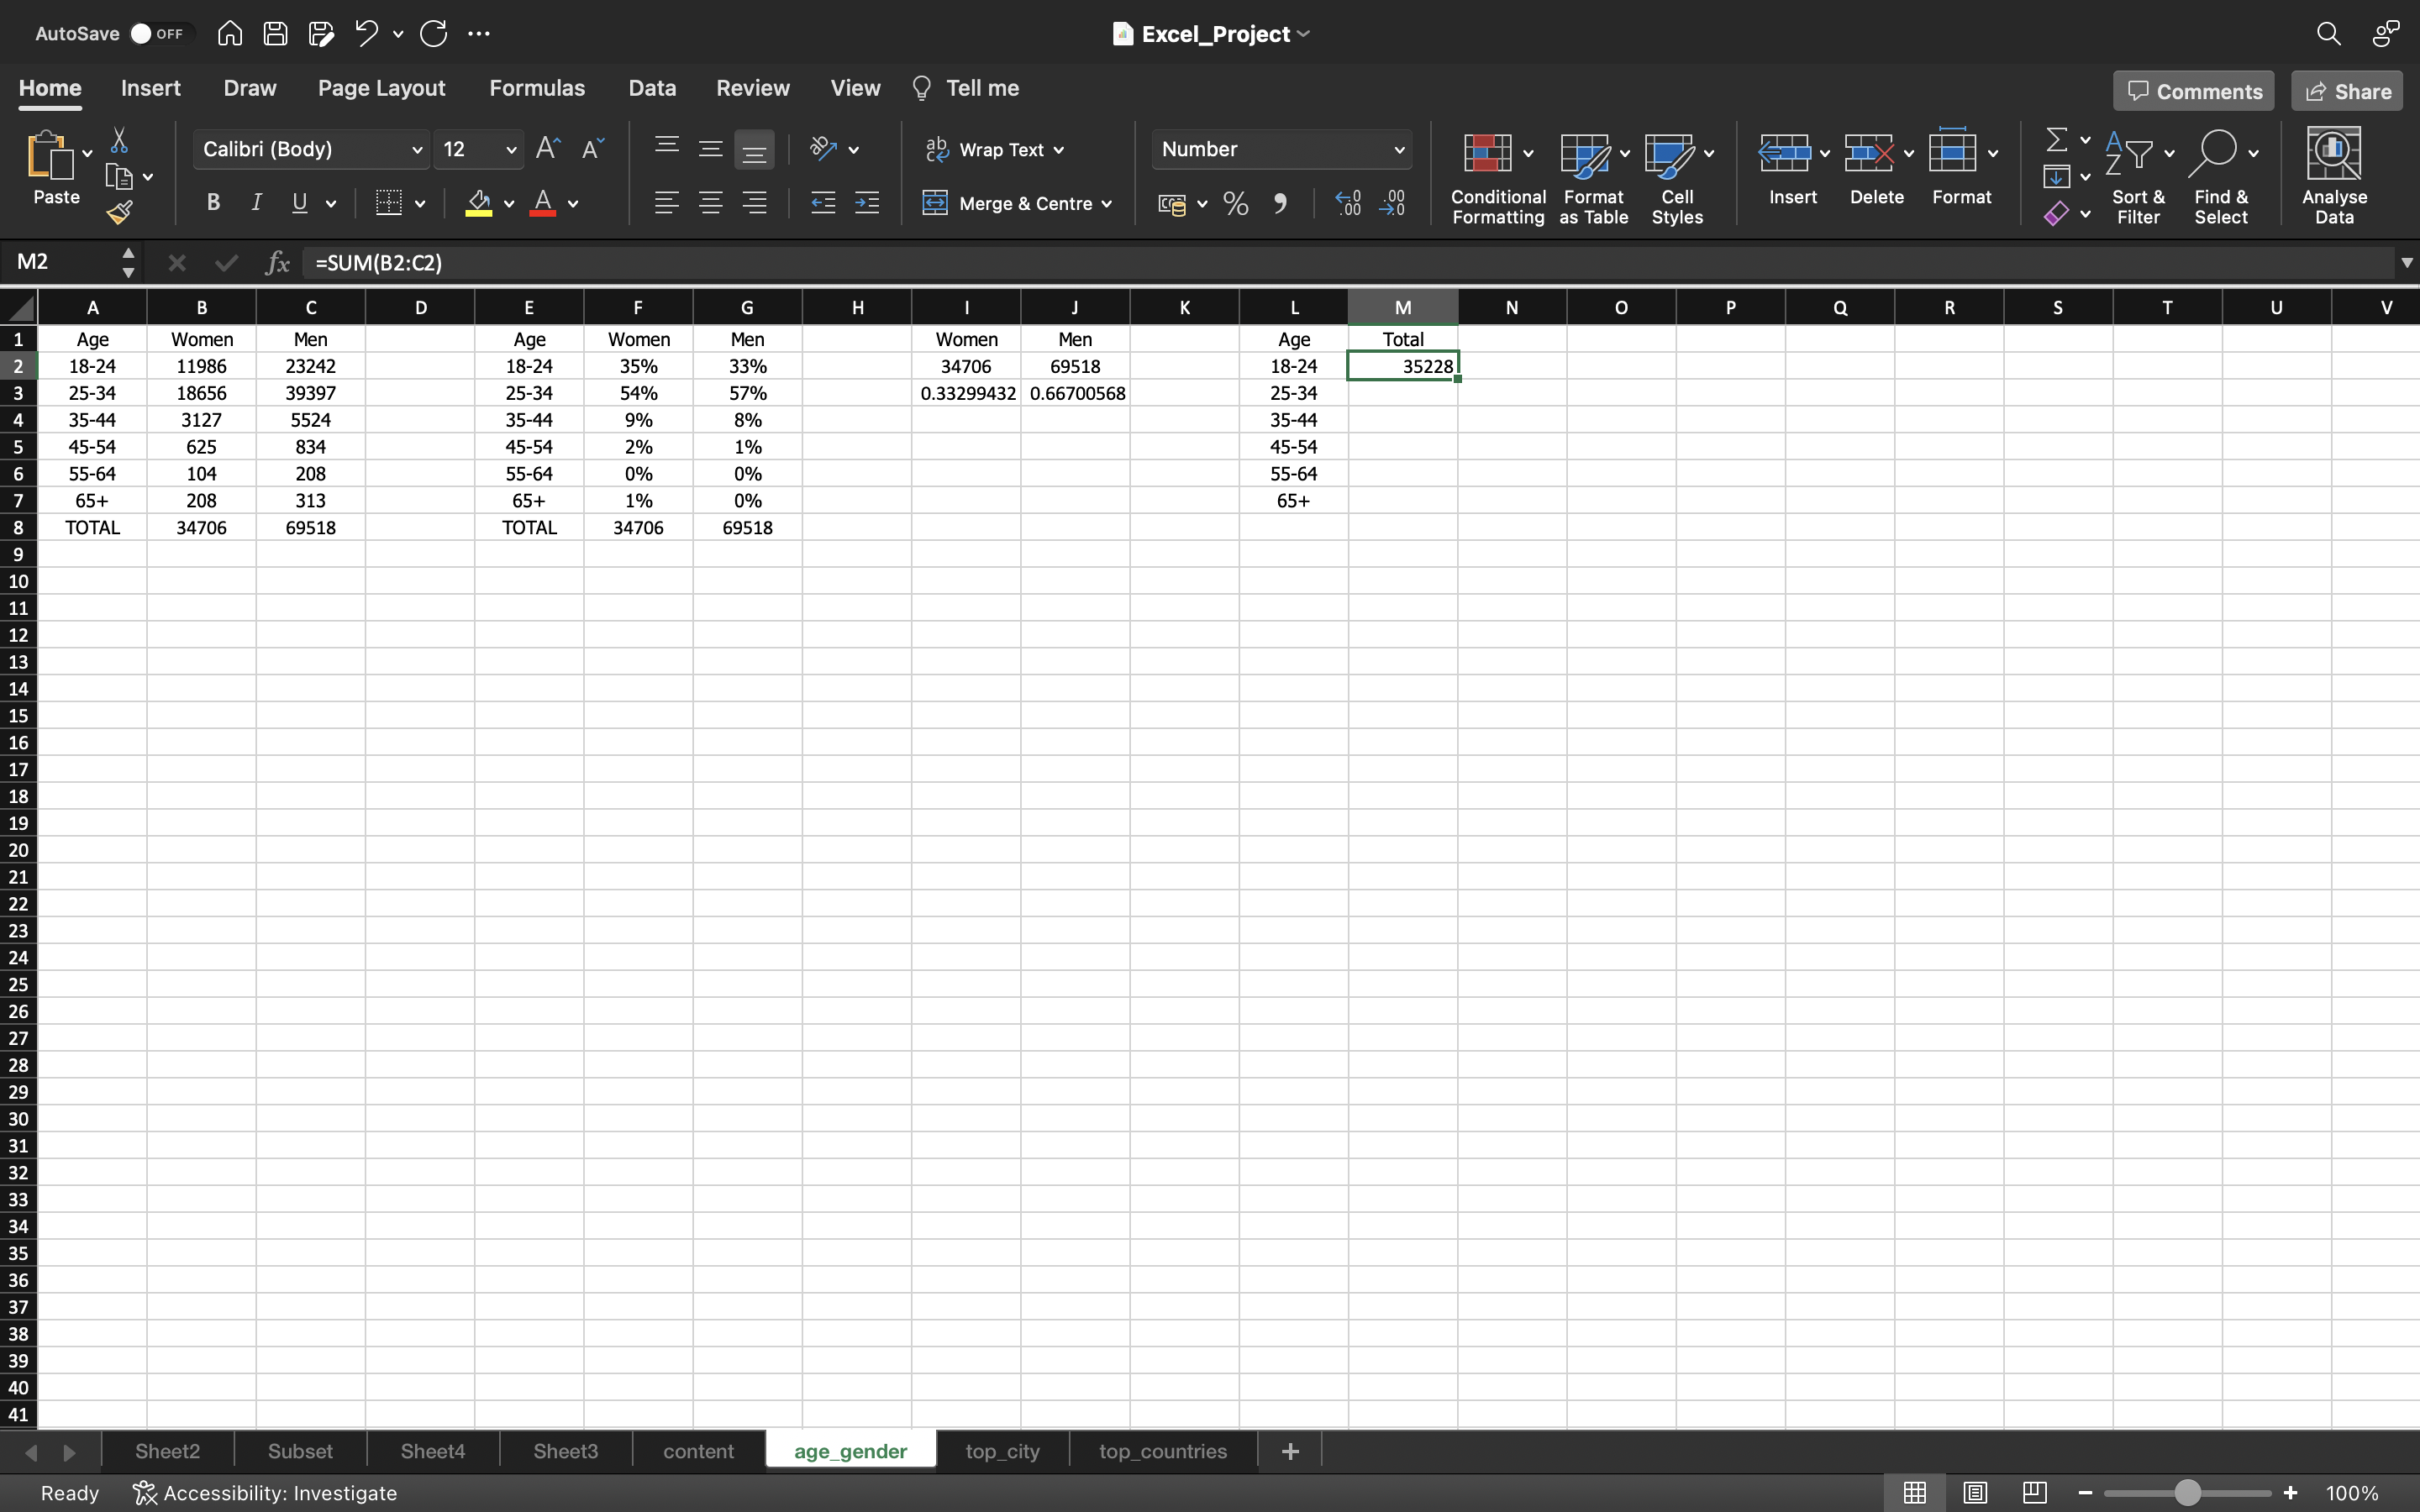 AutoSave OFF Excel_Project
Home Insert Draw Page Layout Formulas Data Review View Tell me Comments Share
Paste Calibri (Body) 12 Wrap Text Number
B I U Merge & Centre % Conditional Formatting Format as Table Cell Styles Insert Delete Format Sort & Filter Find & Select Analyse Data
M2 fx =SUM(B2:C2)
A B C D E F G H I J K L M N O P Q R S T U V
1 Age Women Men Age Women Men Women Men Age Total
2 18-24 11986 23242 18-24 35% 33% 34706 69518 18-24 35228
3 25-34 18656 39397 25-34 54% 57% 0.33299432 0.66700568 25-34
4 35-44 3127 5524 35-44 9% 8% 35-44
5 45-54 625 834 45-54 2% 1% 45-54
6 55-64 104 208 55-64 0% 0% 55-64
7 65+ 208 313 65+ 1% 0% 65+
8 TOTAL 34706 69518 TOTAL 34706 69518
9
10
11
12
13
14
15
16
17
18
19
20
21
22
23
24
25
26
27
28
29
30
31
32
33
34
35
36
37
38
39
40
41
Sheet2 Subset Sheet4 Sheet3 content age_gender top_city top_countries +
Ready Accessibility: Investigate 100%